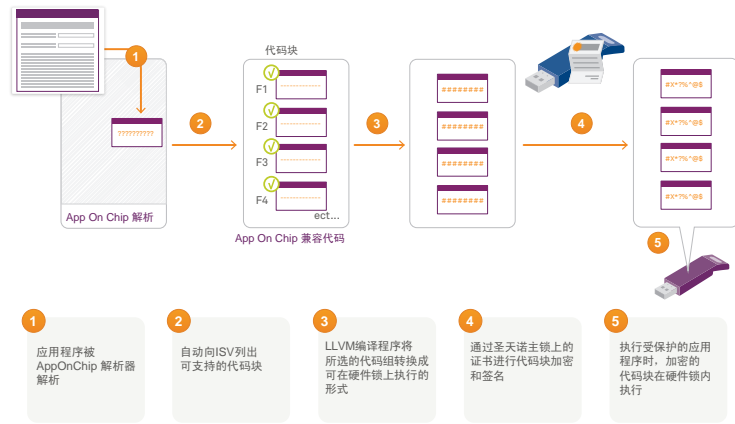 1
??????????
App On Chip 解析
2
代码块
F1
----------
F2
----------
F3
----------
F4
----------
ect...
App On Chip 兼容代码
3
########
########
########
########
4
#X*?%^@$
#X*?%^@$
#X*?%^@$
#X*?%^@$
5
1
应用程序被
AppOnChip 解析器
解析
2
自动向ISV列出
可支持的代码块
3
LLVM编译程序将
所选的代码组转换成
可在硬件锁上执行的
形式
4
通过圣天诺主锁上的
证书进行代码块加密
和签名
5
执行受保护的应用
程序时，加密的
代码块在硬件锁内
执行